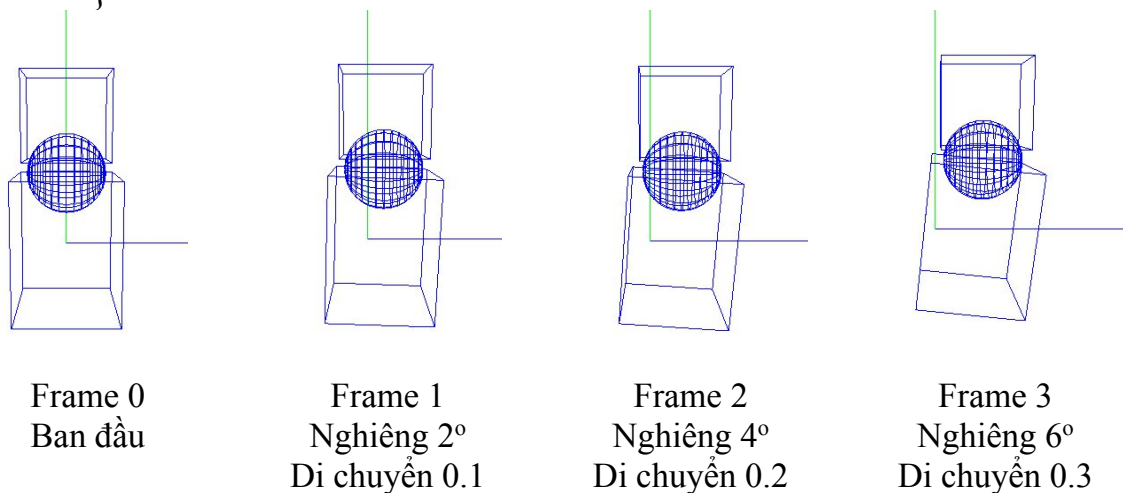 Frame 0
Ban đầu
Frame 1
Nghiêng 2º
Di chuyển 0.1
Frame 2
Nghiêng 4º
Di chuyển 0.2
Frame 3
Nghiêng 6º
Di chuyển 0.3